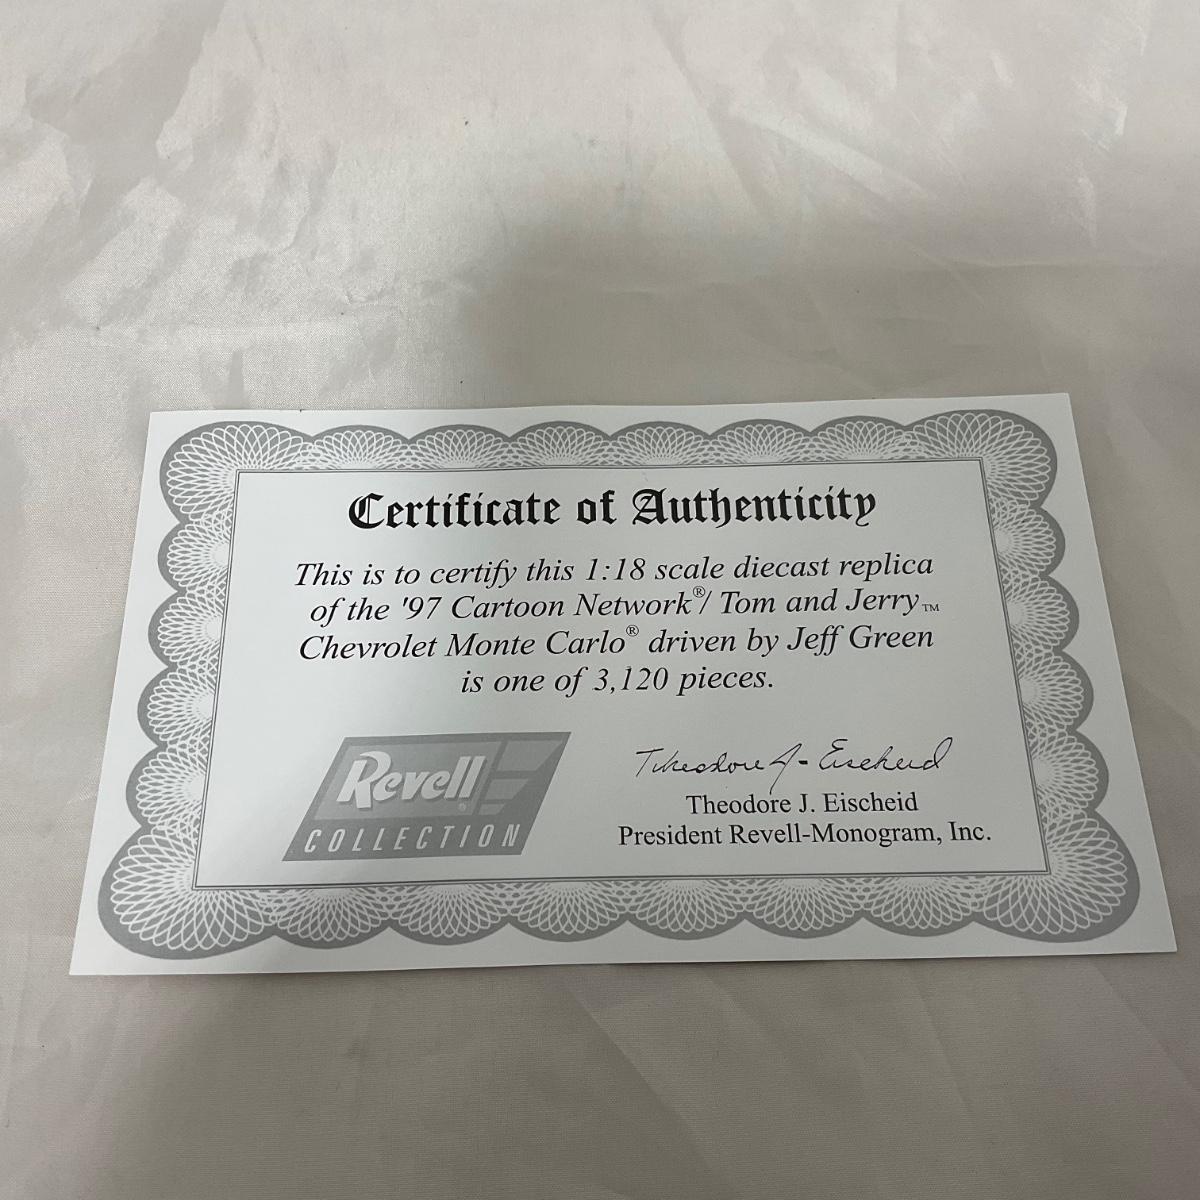 Certificate of Authenticity
This is to certify this 1:18 scale diecast replica
of the '97 Cartoon Network®/ Tom and Jerry™
Chevrolet Monte Carlo® driven by Jeff Green
is one of 3,120 pieces.
Revell®
COLLECTION
Theodore J. Eischeid
Theodore J. Eischeid
President Revell-Monogram, Inc.